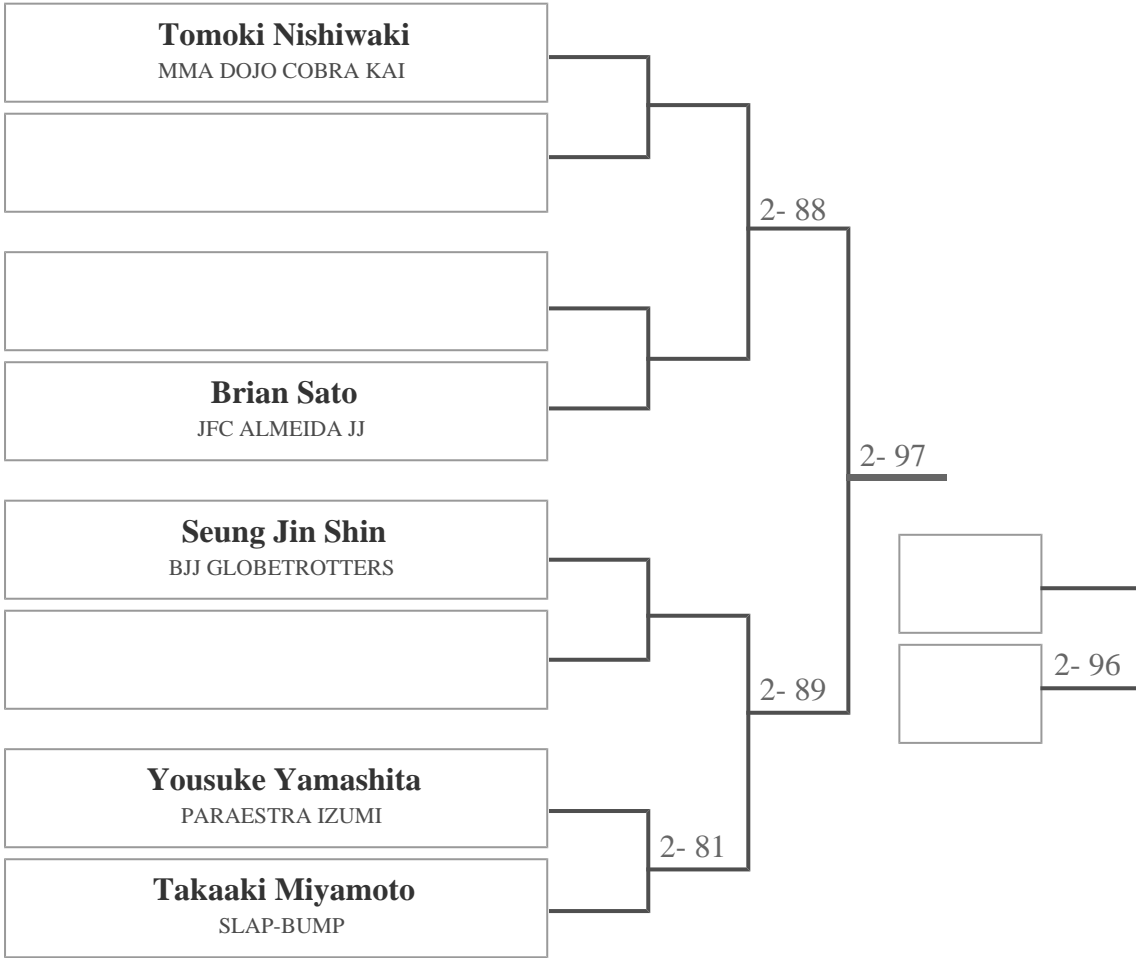 Tomoki Nishiwaki
MMA DOJO COBRA KAI
2- 88
Brian Sato
JFC ALMEIDA JJ
2- 97
Seung Jin Shin
BJJ GLOBETROTTERS
2- 96
2- 89
Yousuke Yamashita
PARAESTRA IZUMI
2- 81
Takaaki Miyamoto
SLAP-BUMP